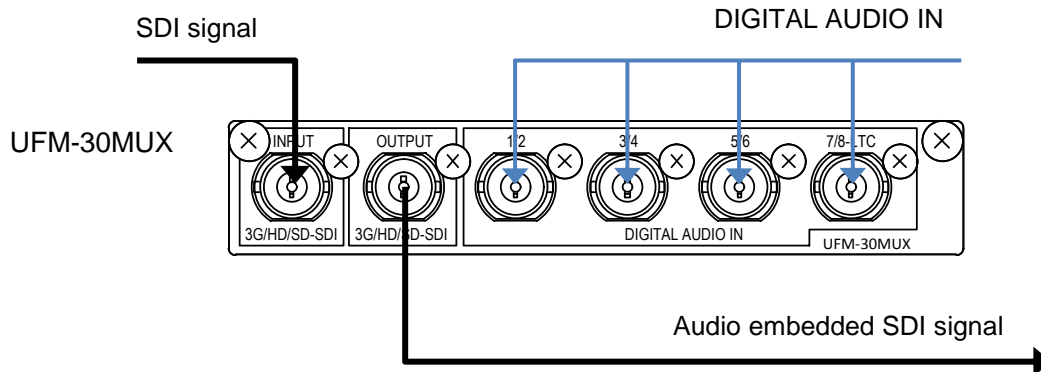 SDI signal
DIGITAL AUDIO IN
UFM-30MUX
INPUT
OUTPUT
1/2
3/4
5/6
7/8-LTC
3G/HD/SD-SDI
3G/HD/SD-SDI
DIGITAL AUDIO IN
UFM-30MUX
Audio embedded SDI signal